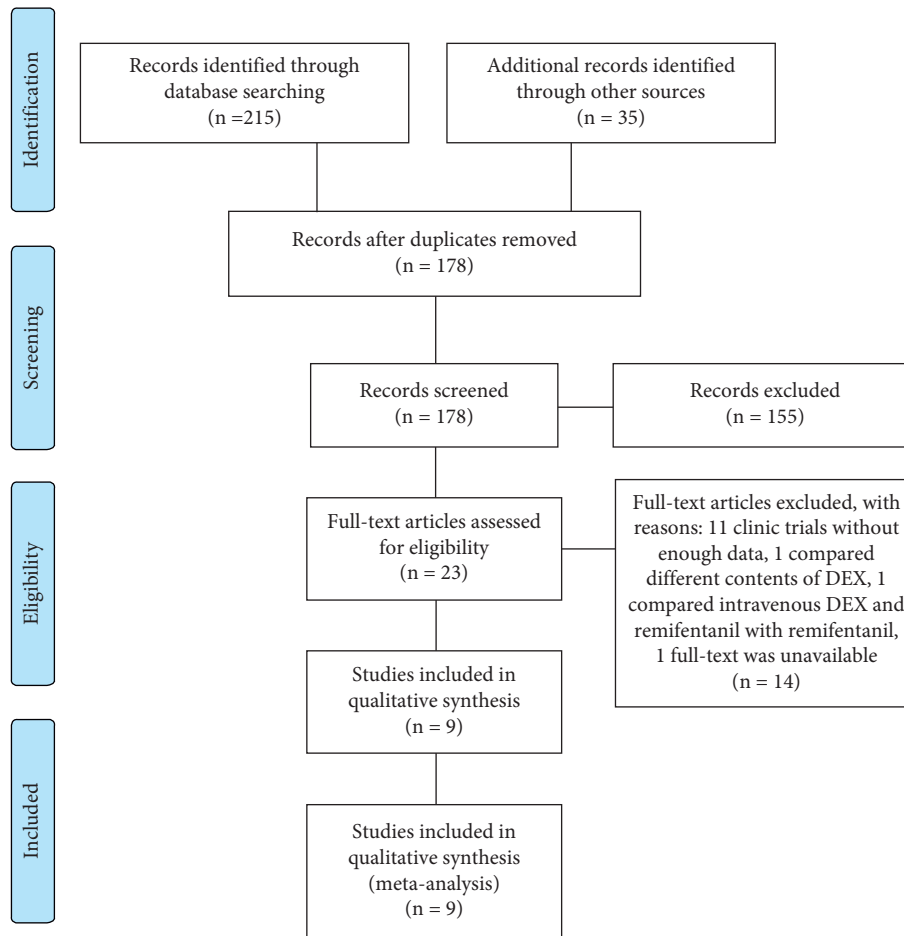 Identification
Records identified through
database searching
(n =215)
Additional records identified
through other sources
(n = 35)
Records after duplicates removed
(n = 178)
Screening
Records screened
(n = 178)
Records excluded
(n = 155)
Eligibility
Full-text articles assessed
for eligibility
(n = 23)
Full-text articles excluded, with
reasons: 11 clinic trials without
enough data, 1 compared
different contents of DEX, 1
compared intravenous DEX and
remifentanil with remifentanil,
1 full-text was unavailable
(n = 14)
Studies included in
qualitative synthesis
(n = 9)
Included
Studies included in
qualitative synthesis
(meta-analysis)
(n = 9)